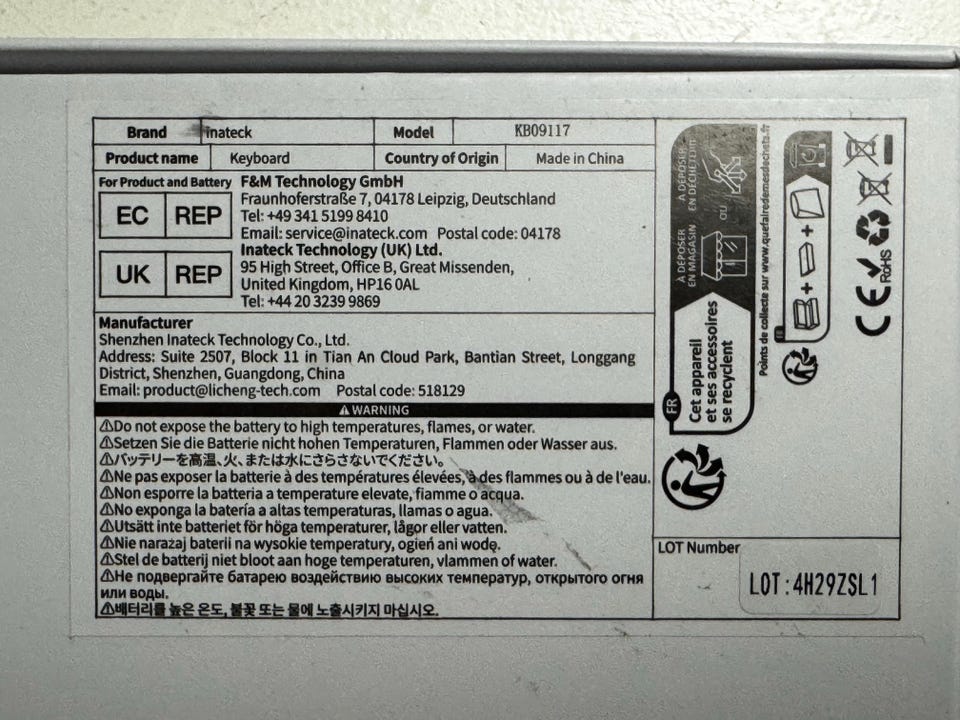 Brand inateck Model KB09117
Product name Keyboard Country of Origin Made in China
For Product and Battery F&M Technology GmbH
EC REP
Fraunhoferstraße 7, 04178 Leipzig, Deutschland
Tel: +49 341 5199 8410
Email: service@inateck.com Postal code: 04178
Inateck Technology (UK) Ltd.
UK REP
95 High Street, Office B, Great Missenden,
United Kingdom, HP16 0AL
Tel: +44 20 3239 9869
Manufacturer
Shenzhen Inateck Technology Co., Ltd.
Address: Suite 2507, Block 11 in Tian An Cloud Park, Bantian Street, Longgang
District, Shenzhen, Guangdong, China
Email: product@licheng-tech.com Postal code: 518129
⚠WARNING
⚠Do not expose the battery to high temperatures, flames, or water.
⚠Setzen Sie die Batterie nicht hohen Temperaturen, Flammen oder Wasser aus.
⚠バッテリーを高温、火、または水にさらさないでください。
⚠Ne pas exposer la batterie à des températures élevées, à des flammes ou à de l'eau.
⚠Non esporre la batteria a temperature elevate, fiamme o acqua.
⚠No exponga la batería a altas temperaturas, llamas o agua.
⚠Utsätt inte batteriet för höga temperaturer, lågor eller vatten.
⚠Nie narażaj baterii na wysokie temperatury, ogień ani wodę.
⚠Stel de batterij niet bloot aan hoge temperaturen, vlammen of water.
⚠Не подвергайте батарею воздействию высоких температур, открытого огня
или воды.
⚠배터리를 높은 온도, 불꽃 또는 물에 노출시키지 마십시오.
FR
Cet appareil
et ses accessoires
se recyclent
À DÉPOSER
EN MAGASIN
OU
À DÉPOSER
EN DÉCHÈTERIE
Points de collecte sur www.quefairedemesdechets.fr
FR
CE
RoHS
LOT Number
LOT:4H29ZSL1